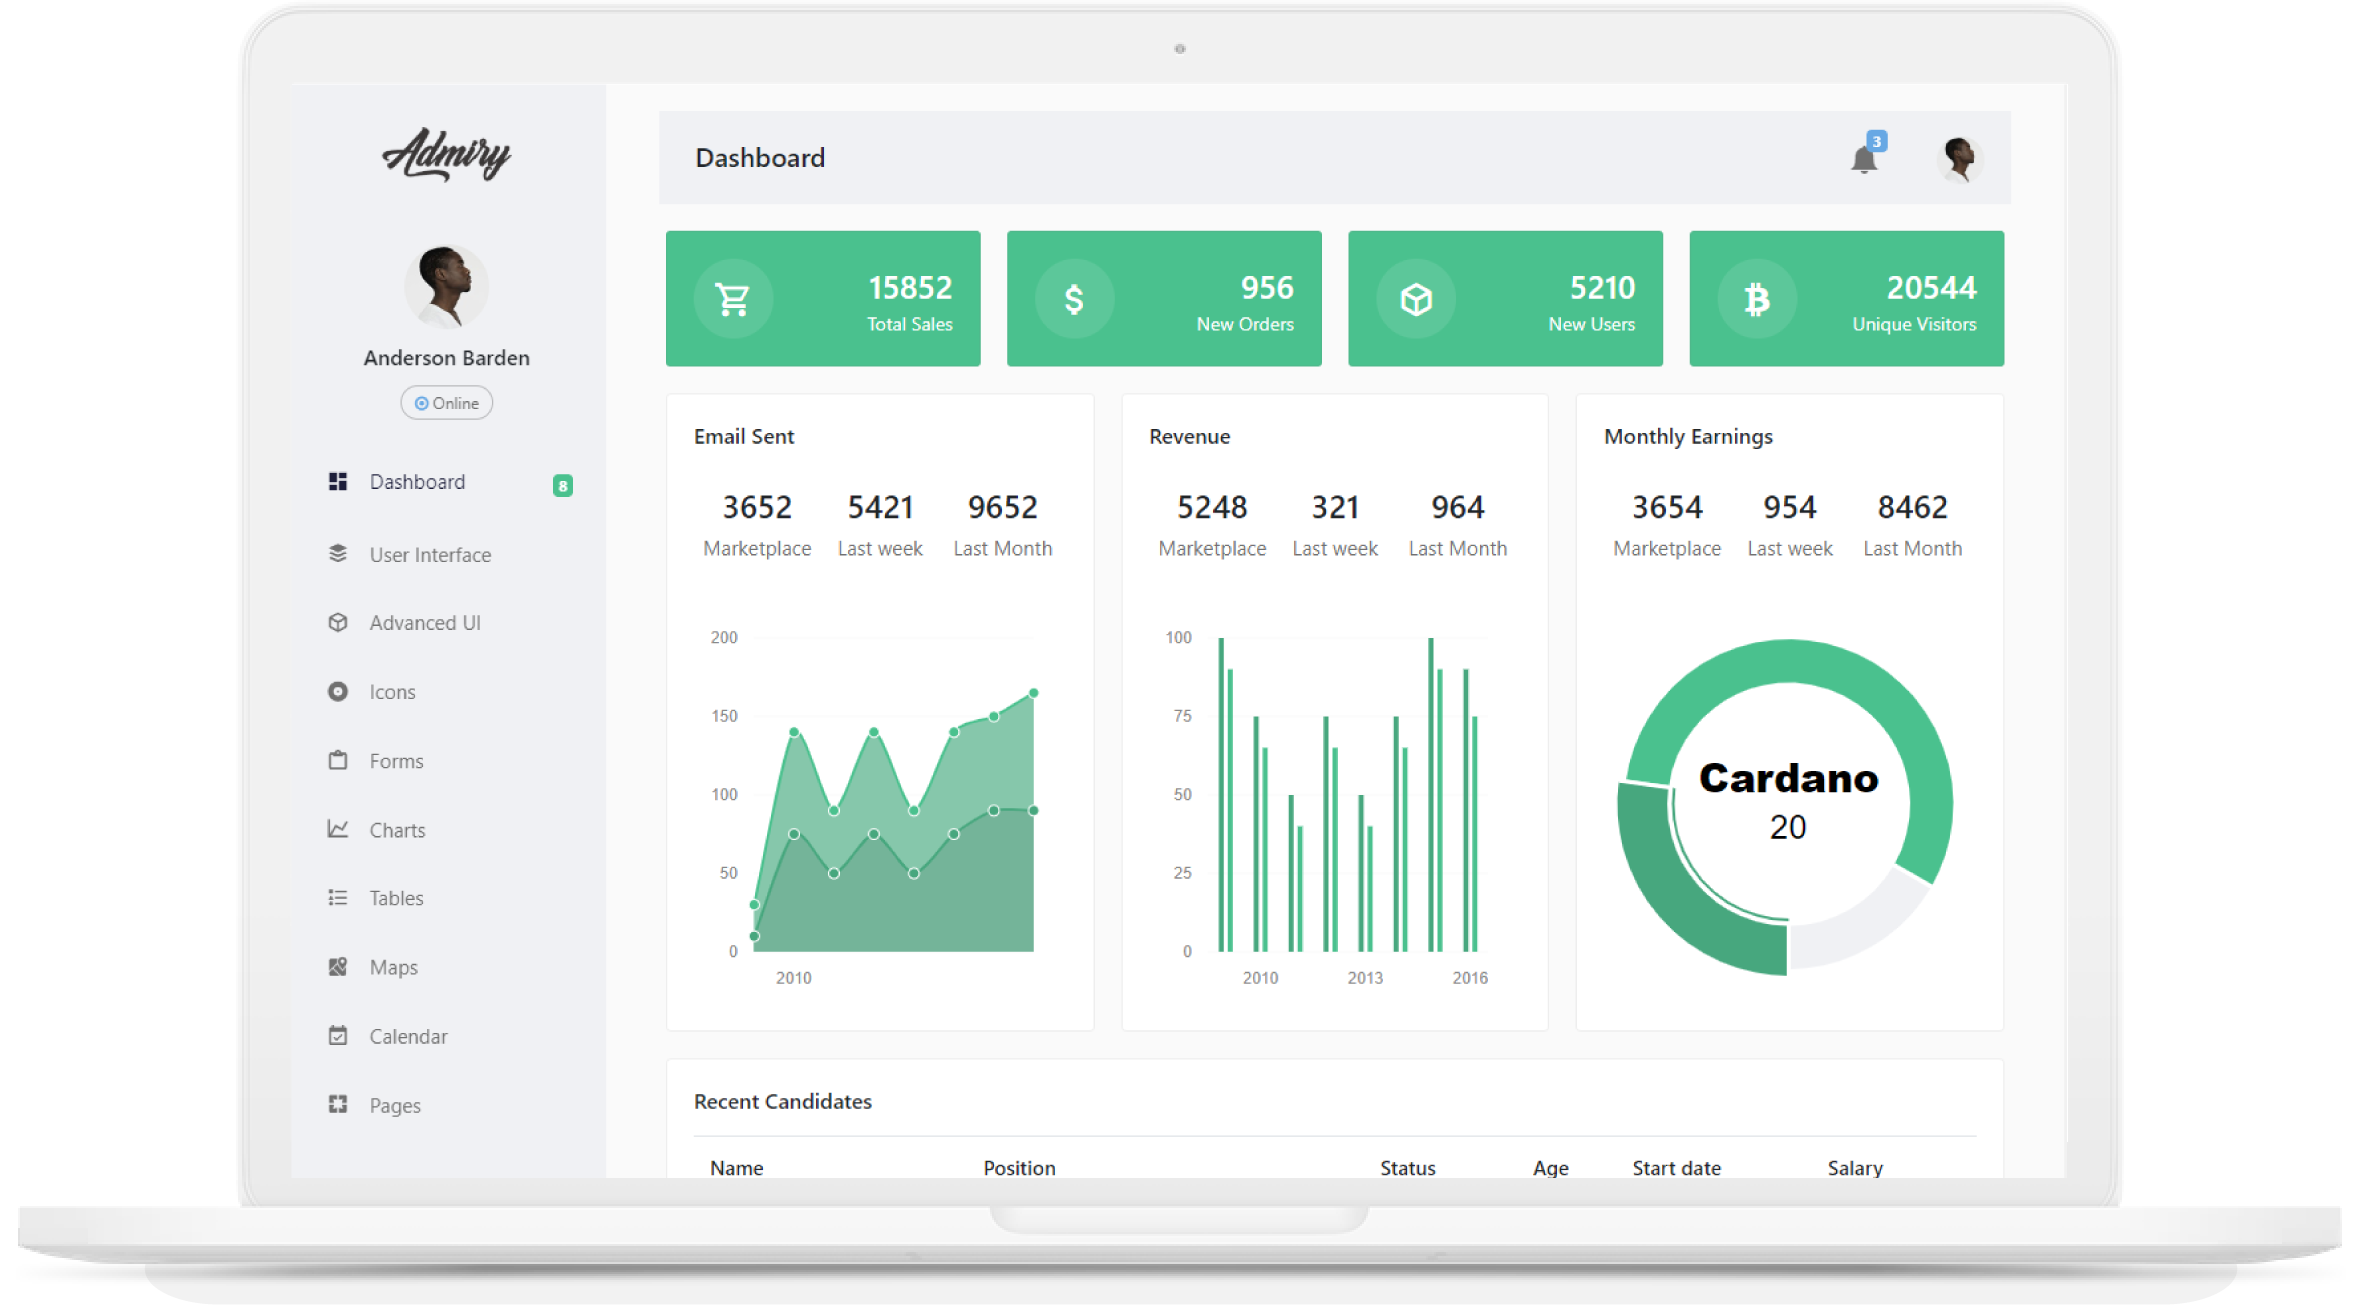 Admiry
Anderson Barden
Online
Dashboard
8
User Interface
Advanced UI
Icons
Forms
Charts
Tables
Maps
Calendar
Pages
Dashboard
3
15852
Total Sales
956
New Orders
5210
New Users
20544
Unique Visitors
Email Sent
3652 5421 9652
Marketplace Last week Last Month
200
150
100
50
0
2010
Revenue
5248 321 964
Marketplace Last week Last Month
100
75
50
25
0
2010 2013 2016
Monthly Earnings
3654 954 8462
Marketplace Last week Last Month
Cardano
20
Recent Candidates
Name Position Status Age Start date Salary